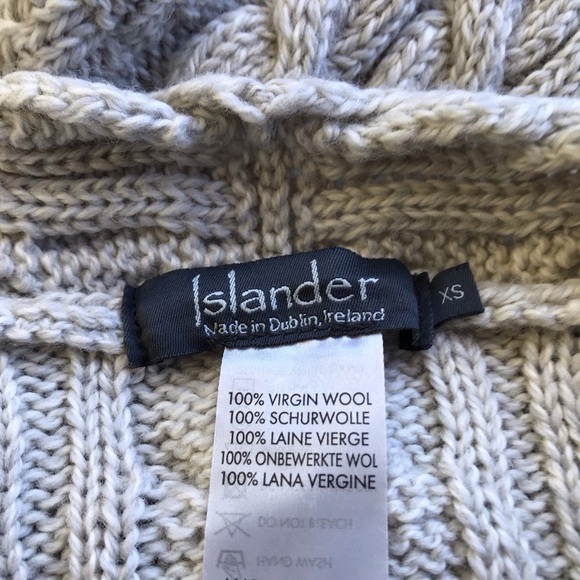 Islander
Made in Dublin, Ireland
XS
100% VIRGIN WOOL
100% SCHURWOLLE
100% LAINE VIERGE
100% ONBEWERKTE WOL
100% LANA VERGINE
DO NOT BLEACH
HAND WASH